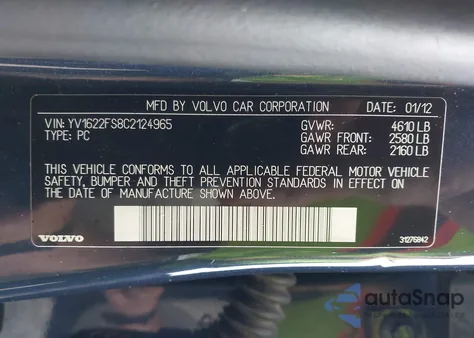 MFD BY VOLVO CAR CORPORATION DATE: 01/12
VIN: YV1622FS8C2124965 GVWR: 4610 LB
TYPE: PC GAWR FRONT: 2580 LB
GAWR REAR: 2160 LB
THIS VEHICLE CONFORMS TO ALL APPLICABLE FEDERAL MOTOR VEHICLE
SAFETY, BUMPER AND THEFT PREVENTION STANDARDS IN EFFECT ON
THE DATE OF MANUFACTURE SHOWN ABOVE.
VOLVO 31276842
autoSnap